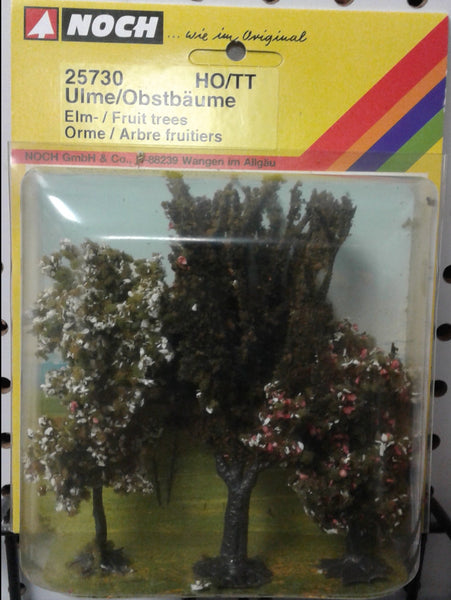 NOCH ...wie im Original
25730 HO/TT
Ulme/Obstbäume
Elm- / Fruit trees
Orme / Arbre fruitiers
NOCH GmbH & Co., 88239 Wangen im Allgäu